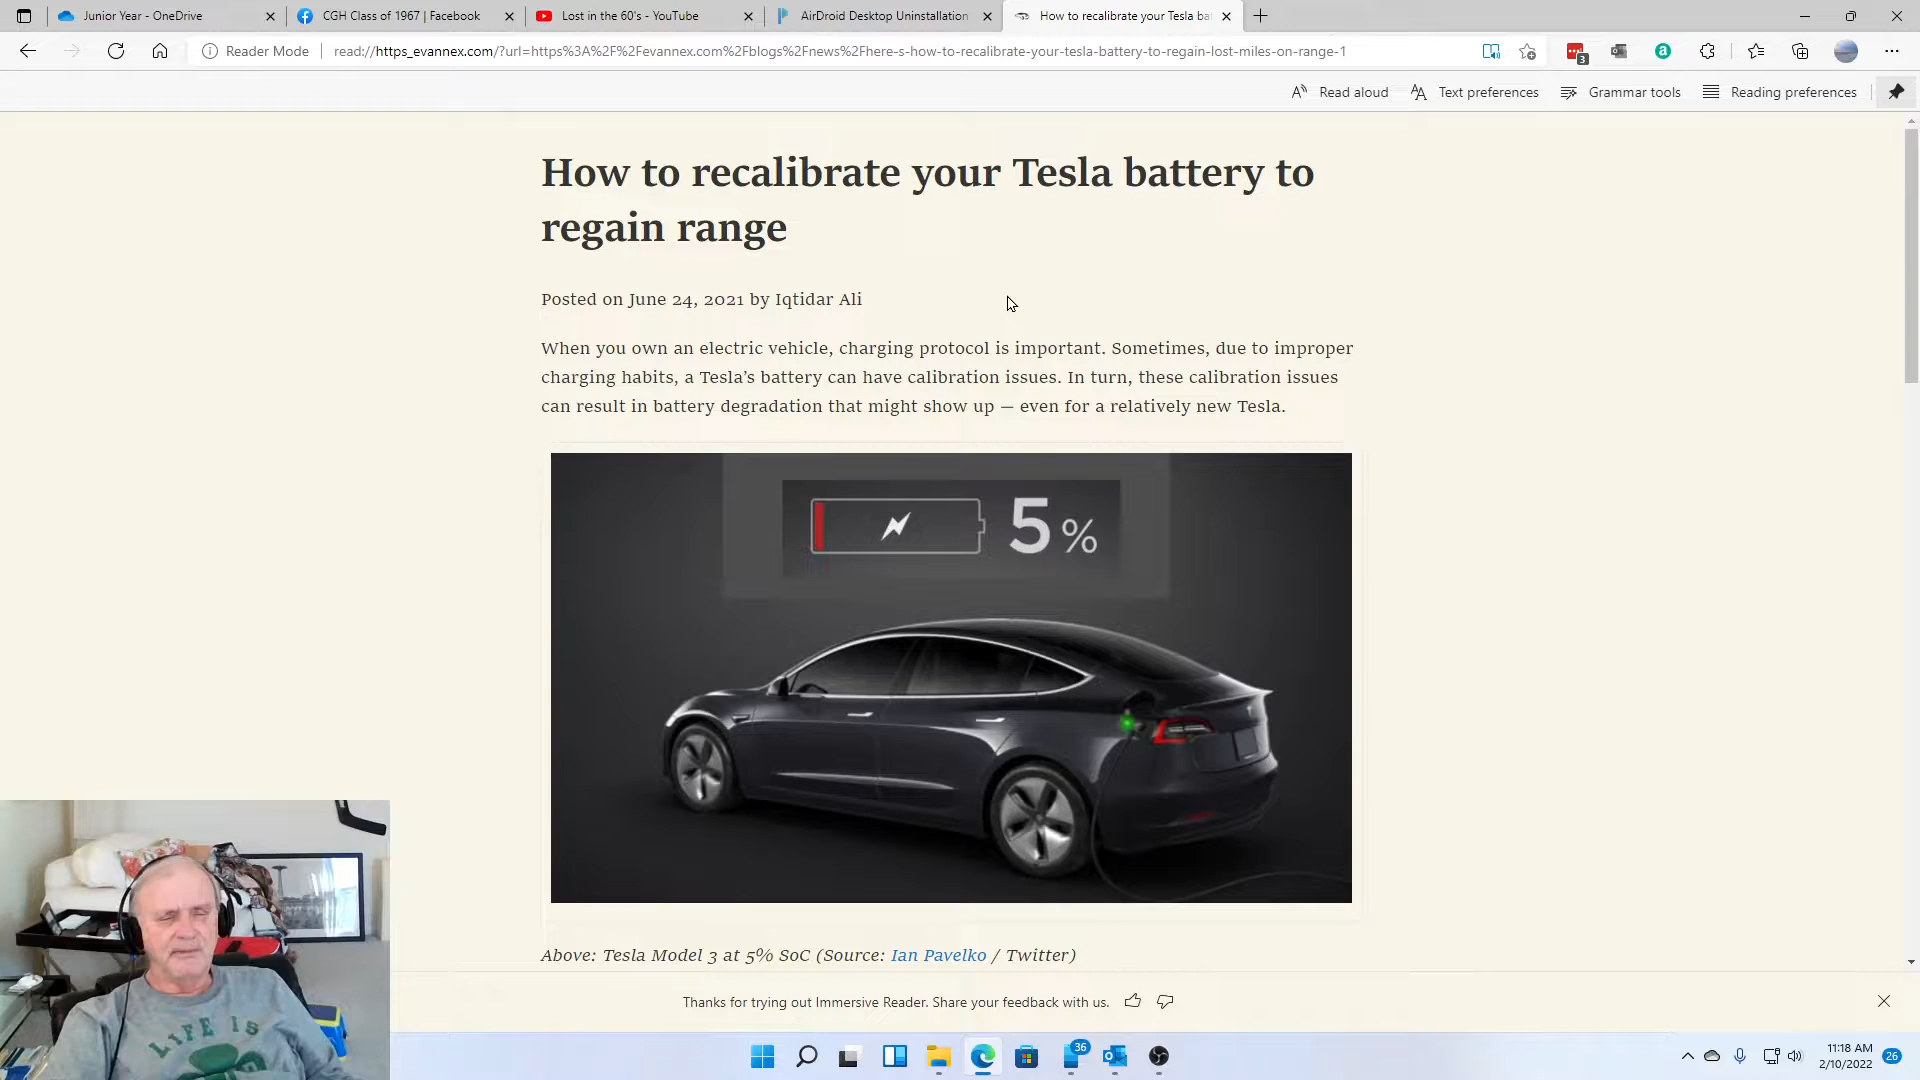 Junior Year - OneDrive
CGH Class of 1967 | Facebook
Lost in the 60's - YouTube
AirDroid Desktop Uninstallation
How to recalibrate your Tesla ba
Reader Mode
read://https_evannex.com/?url=https%3A%2F%2Fevannex.com%2Fblogs%2Fnews%2Fhere-s-how-to-recalibrate-your-tesla-battery-to-regain-lost-miles-on-range-1
3
a
Read aloud
Text preferences
Grammar tools
Reading preferences
How to recalibrate your Tesla battery to
regain range
Posted on June 24, 2021 by Iqtidar Ali
When you own an electric vehicle, charging protocol is important. Sometimes, due to improper
charging habits, a Tesla’s battery can have calibration issues. In turn, these calibration issues
can result in battery degradation that might show up — even for a relatively new Tesla.
5%
Above: Tesla Model 3 at 5% SoC (Source: Ian Pavelko / Twitter)
LIFE IS
Thanks for trying out Immersive Reader. Share your feedback with us.
36
11:18 AM
2/10/2022
26